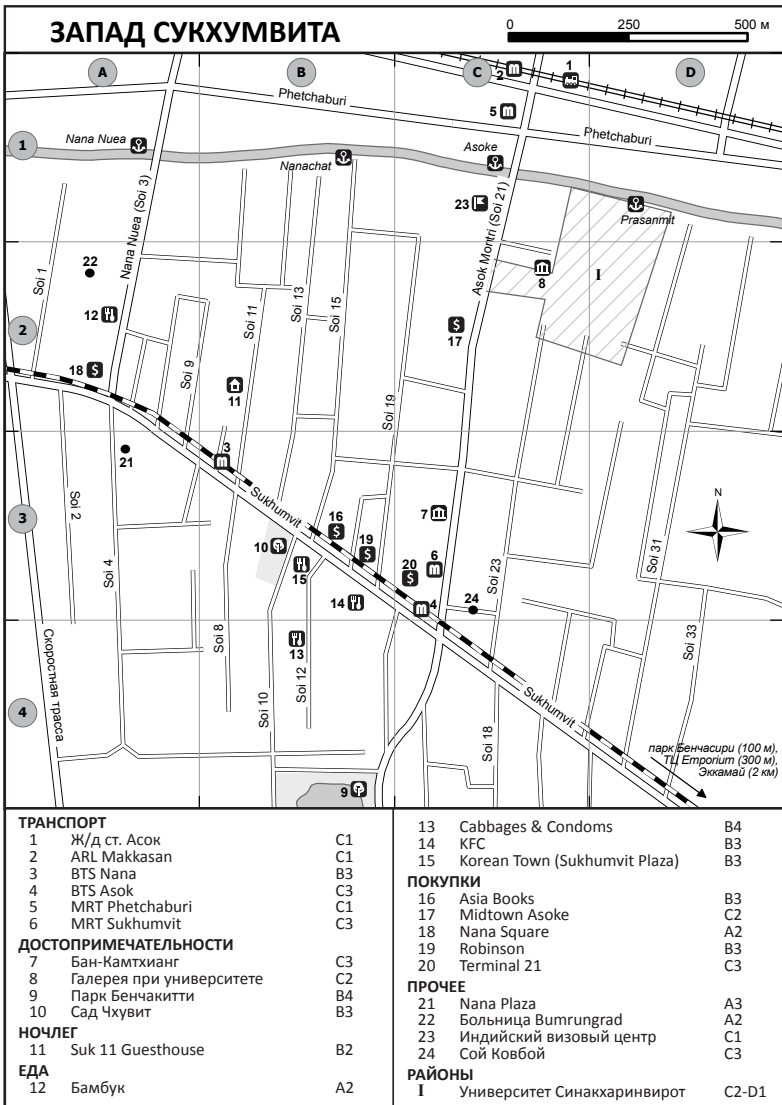 ЗАПАД СУКХУМВИТА
0 250 500 м
A B C D
2 1
Phetchaburi
5
Phetchaburi
1
Nana Nuea
Nanachat
Asoke
Prasanmit
23
Nana Nuea (Soi 3)
Asok Montri (Soi 21)
22
8
I
Soi 1
12
Soi 11
Soi 13
Soi 15
17
2
18
Soi 9
11
Soi 19
3
21
Sukhumvit
Soi 2
16
7
N
3
10
15
19
20
6
Soi 4
Soi 23
Soi 31
14
4
24
Скоростная трасса
Soi 8
13
Soi 12
Soi 33
Soi 10
Sukhumvit
4
Soi 18
парк Бенчасири (100 м),
ТЦ Emporium (300 м),
Эккамай (2 км)
9
ТРАНСПОРТ
1 Ж/д ст. Асок C1
2 ARL Makkasan C1
3 BTS Nana B3
4 BTS Asok C3
5 MRT Phetchaburi C1
6 MRT Sukhumvit C3
ДОСТОПРИМЕЧАТЕЛЬНОСТИ
7 Бан-Камтхианг C3
8 Галерея при университете C2
9 Парк Бенчакитти B4
10 Сад Чхувит B3
НОЧЛЕГ
11 Suk 11 Guesthouse B2
ЕДА
12 Бамбук A2
13 Cabbages & Condoms B4
14 KFC B3
15 Korean Town (Sukhumvit Plaza) B3
ПОКУПКИ
16 Asia Books B3
17 Midtown Asoke C2
18 Nana Square A2
19 Robinson B3
20 Terminal 21 C3
ПРОЧЕЕ
21 Nana Plaza A3
22 Больница Bumrungrad A2
23 Индийский визовый центр C1
24 Сой Ковбой C3
РАЙОНЫ
I Университет Синакхаринвирот C2-D1